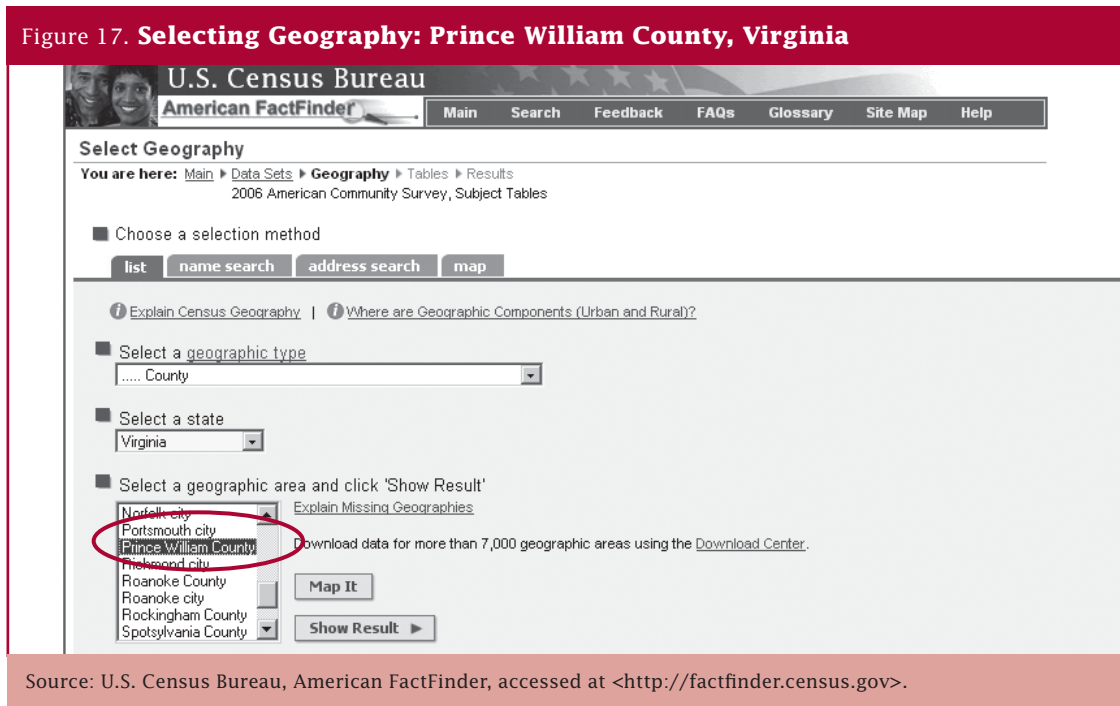 Figure 17. Selecting Geography: Prince William County, Virginia
U.S. Census Bureau
American FactFinder
Main Search Feedback FAQs Glossary Site Map Help
Select Geography
You are here: Main ▶ Data Sets ▶ Geography ▶ Tables ▶ Results
2006 American Community Survey, Subject Tables
Choose a selection method
list name search address search map
Explain Census Geography | Where are Geographic Components (Urban and Rural)?
Select a geographic type
..... County
Select a state
Virginia
Select a geographic area and click 'Show Result'
Norfolk city
Portsmouth city
Prince William County
Richmond city
Roanoke County
Roanoke city
Rockingham County
Spotsylvania County
Explain Missing Geographies
Download data for more than 7,000 geographic areas using the Download Center.
Map It
Show Result ▶
Source: U.S. Census Bureau, American FactFinder, accessed at <http://factfinder.census.gov>.